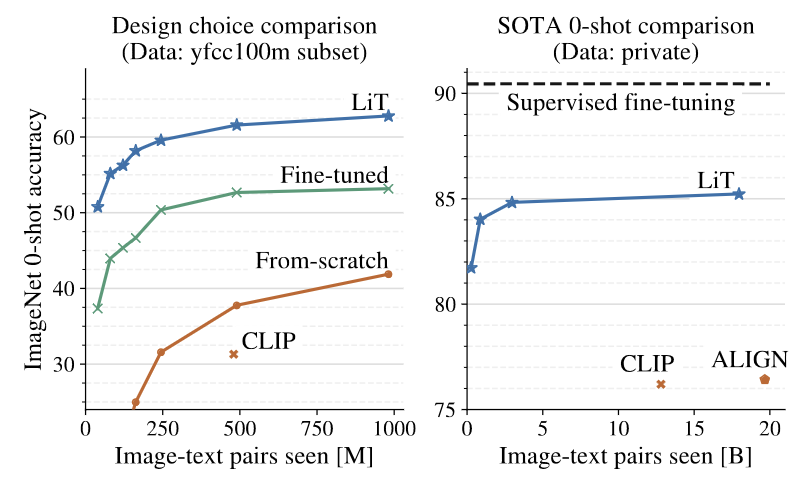 Design choice comparison
(Data: yfcc100m subset)
ImageNet 0-shot accuracy
60
50
40
30
LiT
Fine-tuned
From-scratch
CLIP
0
250
500
750
1000
Image-text pairs seen [M]
SOTA 0-shot comparison
(Data: private)
90
85
80
75
Supervised fine-tuning
LiT
CLIP
ALIGN
0
5
10
15
20
Image-text pairs seen [B]